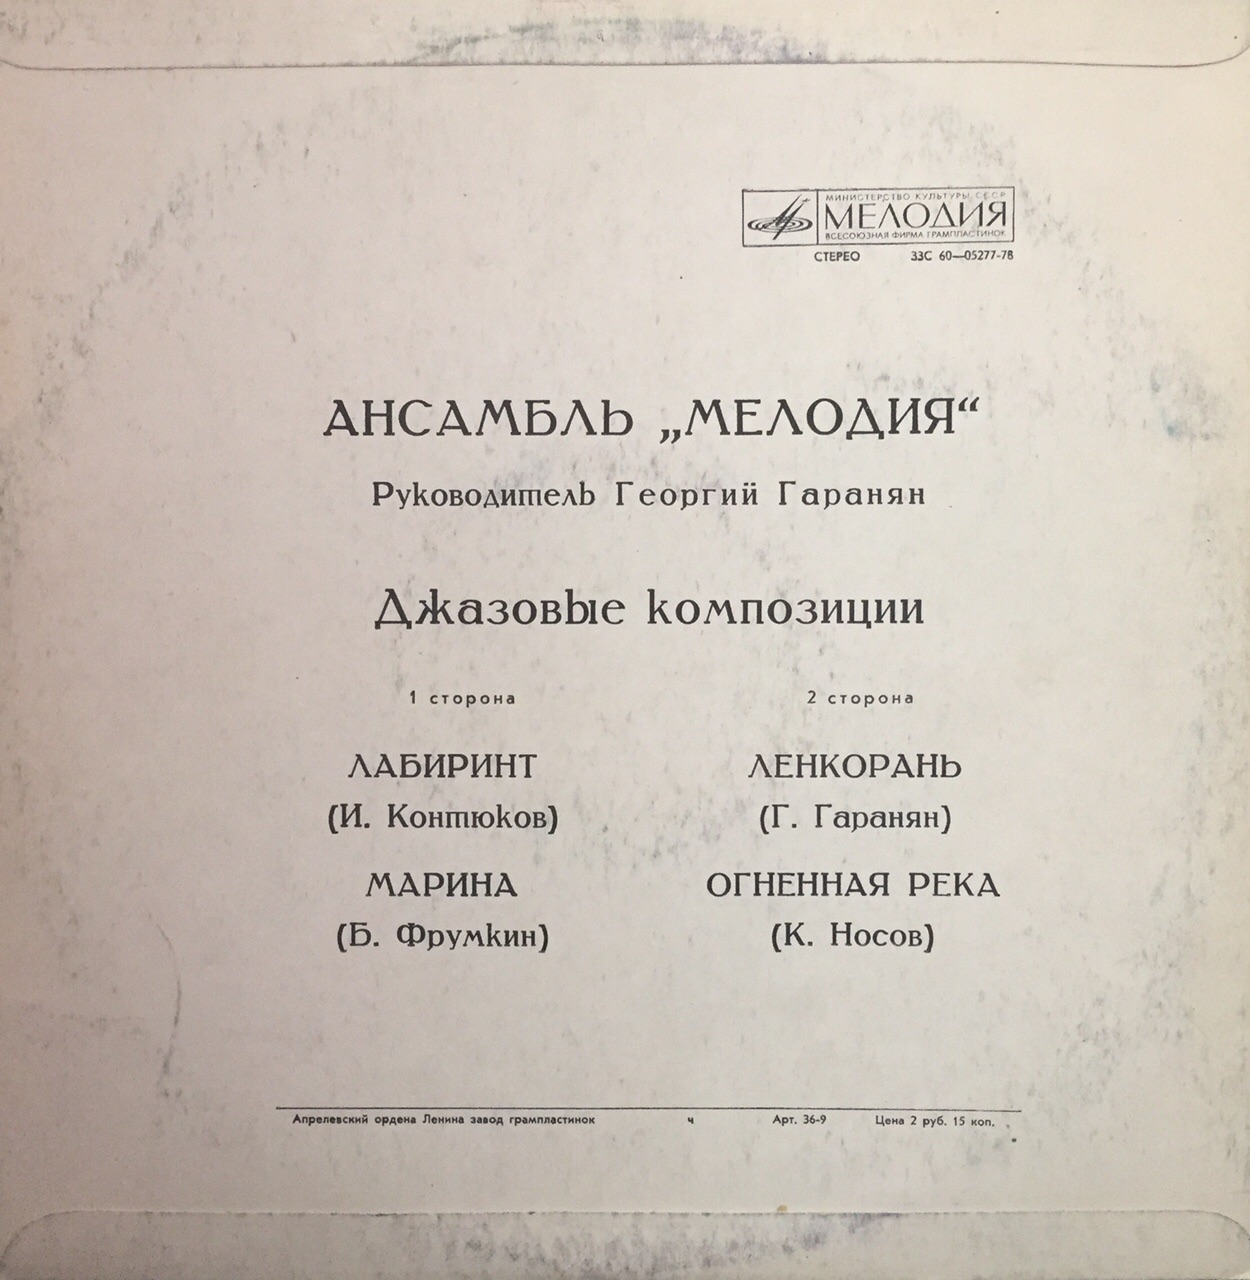 МИНИСТЕРСТВО КУЛЬТУРЫ СССР
МЕЛОДИЯ
ВСЕСОЮЗНАЯ ФИРМА ГРАМПЛАСТИНОК
СТЕРЕО 33С 60—05277-78
АНСАМБЛЬ „МЕЛОДИЯ“
Руководитель Георгий Гаранян
Джазовые композиции
1 сторона
ЛАБИРИНТ
(И. Контюков)
МАРИНА
(Б. Фрумкин)
2 сторона
ЛЕНКОРАНЬ
(Г. Гаранян)
ОГНЕННАЯ РЕКА
(К. Носов)
Апрелевский ордена Ленина завод грампластинок ч Арт. 36-9 Цена 2 руб. 15 коп.